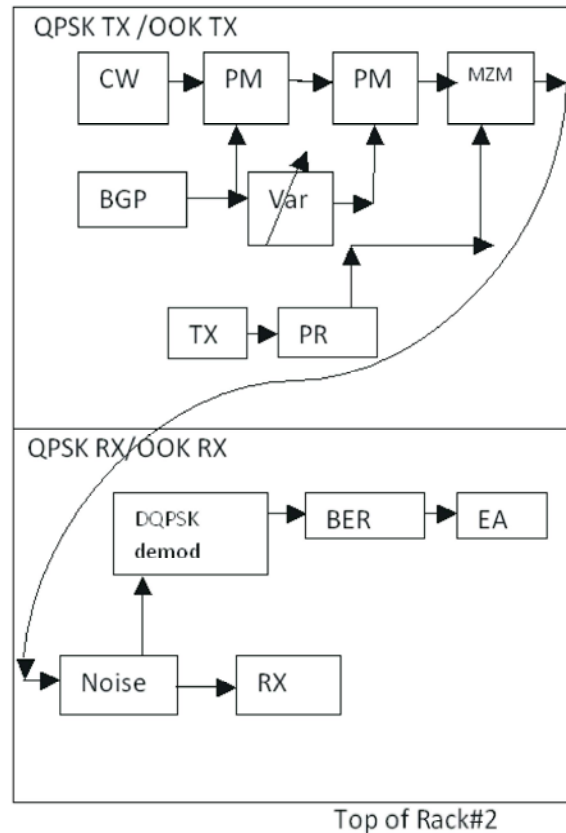 QPSK TX /OOK TX
CW
PM
PM
MZM
BGP
Var
TX
PR
QPSK RX/OOK RX
DQPSK
demod
BER
EA
Noise
RX
Top of Rack#2